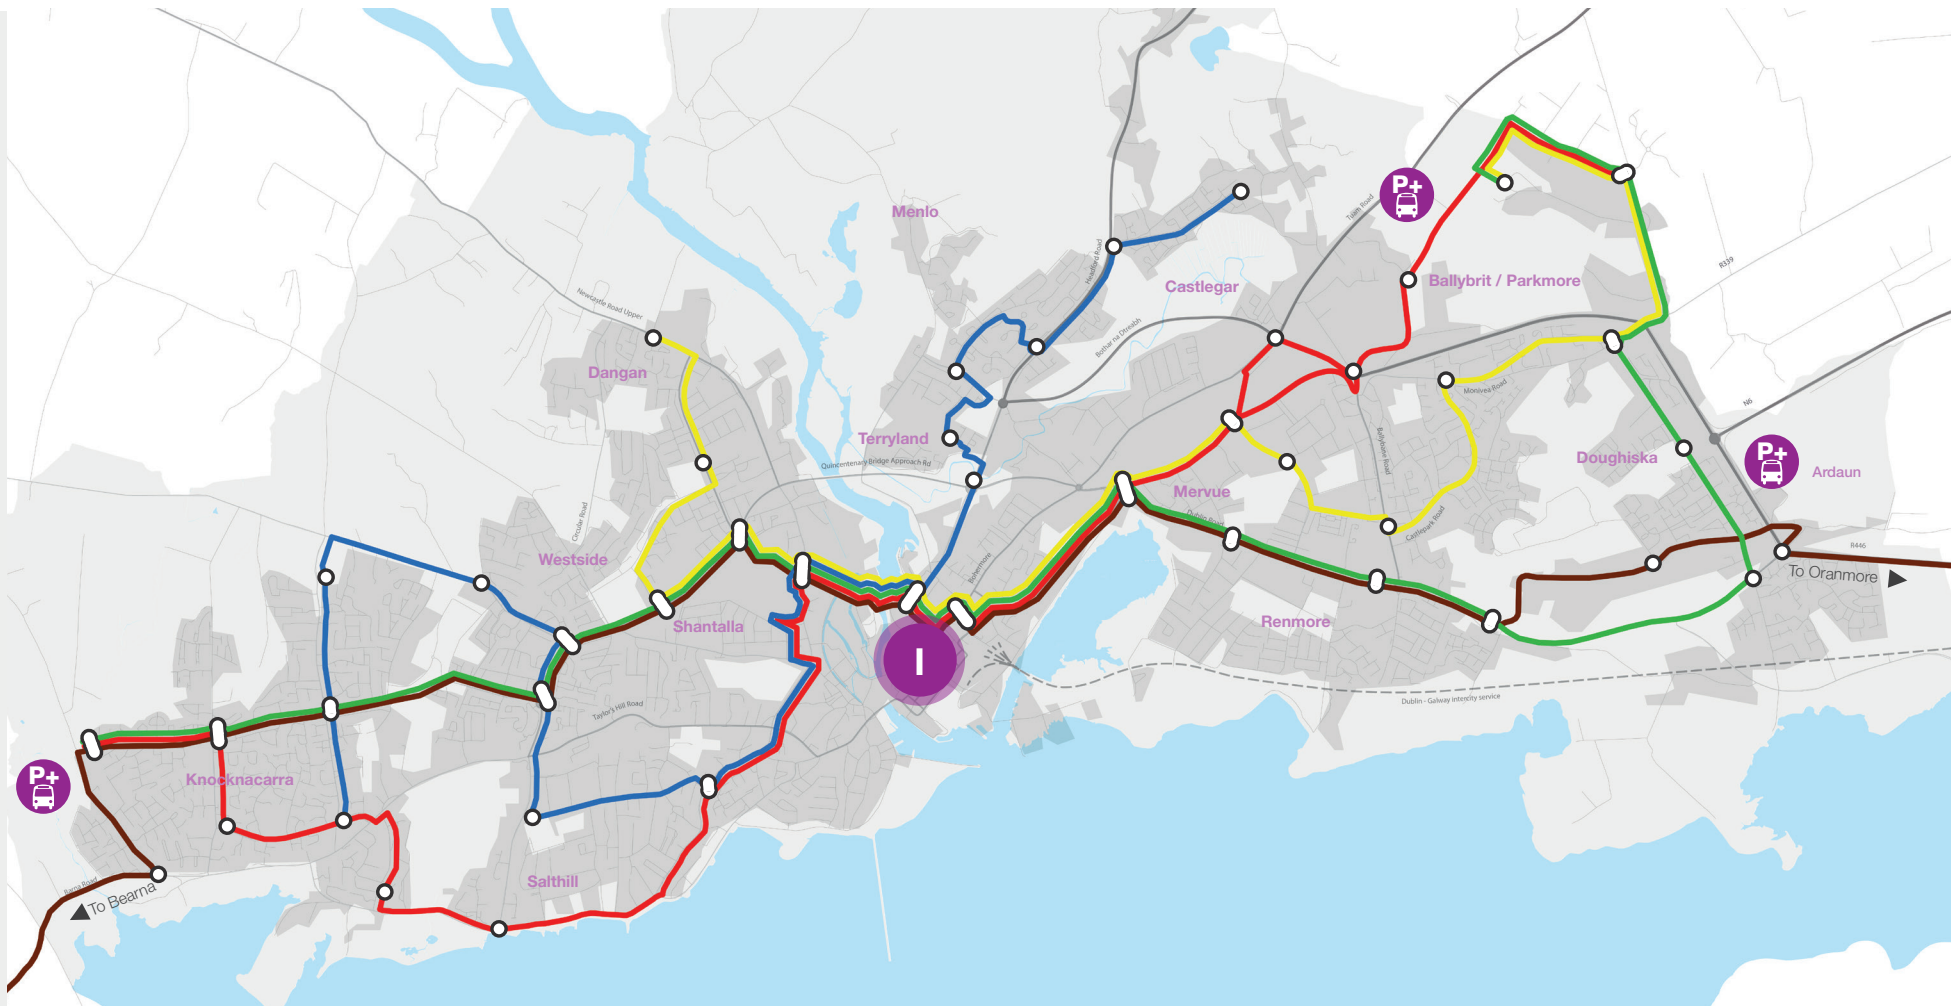 Menlo
P+
Tuam Road
Headford Road
R339
Castlegar
Ballybrit / Parkmore
Newcastle Road Upper
Bothar na Dtreabh
Dangan
Monivea Road
N6
Terryland
Ballybane Road
Quincentenary Bridge Approach Rd
Doughiska
P+
Ardaun
Mervue
Circular Road
Dublin Road
Castlepark Road
R446
Westside
Bohermore
To Oranmore
Shantalla
Renmore
I
Dublin - Galway intercity service
Taylor's Hill Road
Knocknacarra
P+
Salthill
Barna Road
To Bearna